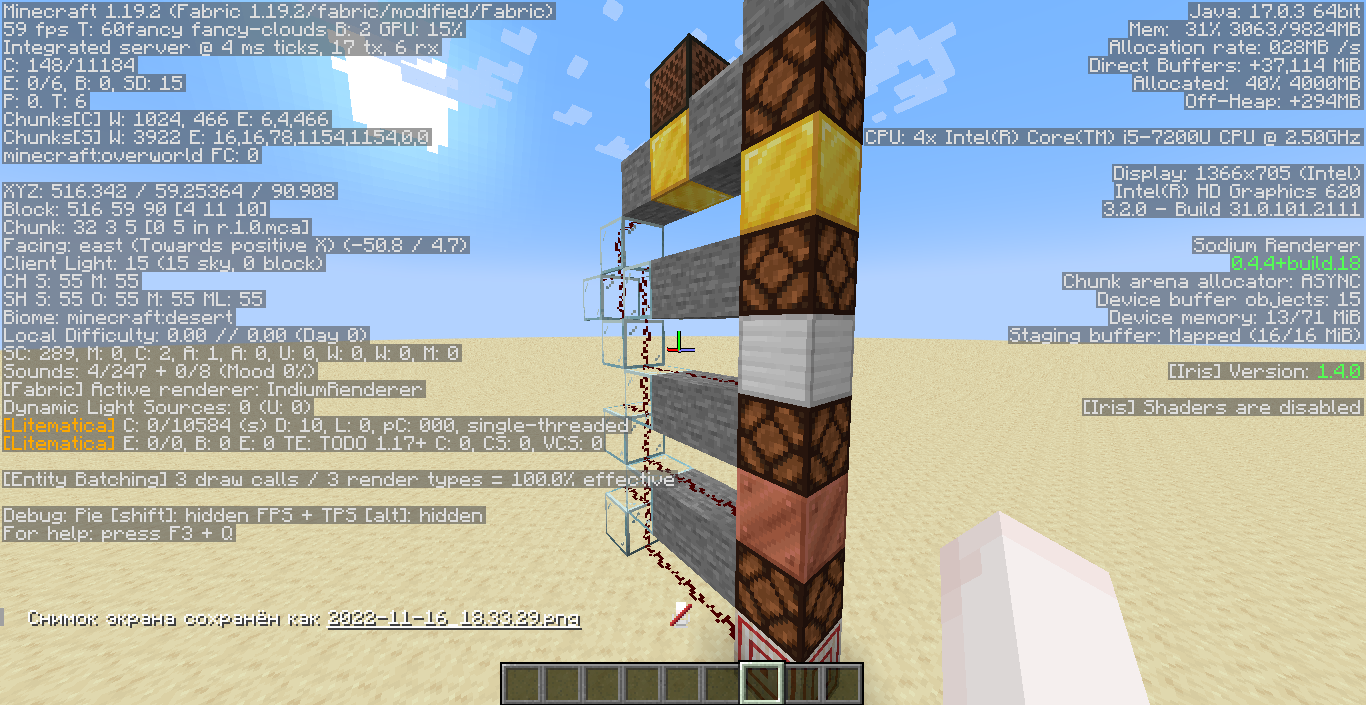 Minecraft 1.19.2 (Fabric 1.19.2/fabric/modified/Fabric)
59 fps T: 60fancy fancy-clouds B: 2 GPU: 15%
Integrated server @ 4 ms ticks, 17 tx, 6 rx
C: 148/11184
E: 0/6, B: 0, SD: 15
P: 0. T: 6
Chunks[C] W: 1024, 466 E: 6,4,466
Chunks[S] W: 3922 E: 16,16,78,1154,1154,0,0
minecraft:overworld FC: 0
XYZ: 516.342 / 59.25364 / 90.908
Block: 516 59 90 [4 11 10]
Chunk: 32 3 5 [0 5 in r.1.0.mca]
Facing: east (Towards positive X) (-50.8 / 4.7)
Client Light: 15 (15 sky, 0 block)
CH S: 55 M: 55
SH S: 55 O: 55 M: 55 ML: 55
Biome: minecraft:desert
Local Difficulty: 0.00 // 0.00 (Day 0)
SC: 289, M: 0, C: 2, A: 1, A: 0, U: 0, W: 0, W: 0, M: 0
Sounds: 4/247 + 0/8 (Mood 0%)
[Fabric] Active renderer: IndiumRenderer
Dynamic Light Sources: 0 (U: 0)
[Litematica] C: 0/10584 (s) D: 10, L: 0, pC: 000, single-threaded
[Litematica] E: 0/0, B: 0 E: 0 TE: TODO 1.17+ C: 0, CS: 0, VCS: 0
[Entity Batching] 3 draw calls / 3 render types = 100.0% effective
Debug: Pie [shift]: hidden FPS + TPS [alt]: hidden
For help: press F3 + Q
Java: 17.0.3 64bit
Mem: 31% 3063/9824MB
Allocation rate: 028MB /s
Direct Buffers: +37,114 MiB
Allocated: 40% 4000MB
Off-Heap: +294MB
CPU: 4x Intel(R) Core(TM) i5-7200U CPU @ 2.50GHz
Display: 1366x705 (Intel)
Intel(R) HD Graphics 620
3.2.0 - Build 31.0.101.2111
Sodium Renderer
0.4.4+build.18
Chunk arena allocator: ASYNC
Device buffer objects: 15
Device memory: 13/71 MiB
Staging buffer: Mapped (16/16 MiB)
[Iris] Version: 1.4.0
[Iris] Shaders are disabled
Снимок экрана сохранён как 2022-11-16_18.33.29.png